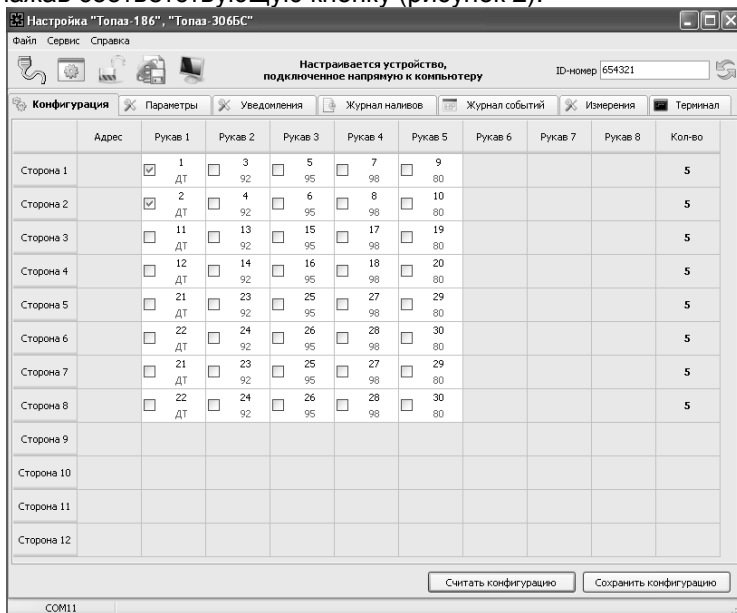 нажав соответствующую кнопку (рисунок 2).
Настройка "Топаз-186", "Топаз-306БС"
Файл Сервис Справка
Настраивается устройство,
подключенное напрямую к компьютеру
ID-номер 654321
Конфигурация Параметры Уведомления Журнал наливов Журнал событий Измерения Терминал
Адрес Рукав 1 Рукав 2 Рукав 3 Рукав 4 Рукав 5 Рукав 6 Рукав 7 Рукав 8 Кол-во
1 3 5 7 9
Сторона 1 5
ДТ 92 95 98 80
2 4 6 8 10
Сторона 2 5
ДТ 92 95 98 80
11 13 15 17 19
Сторона 3 5
ДТ 92 95 98 80
12 14 16 18 20
Сторона 4 5
ДТ 92 95 98 80
21 23 25 27 29
Сторона 5 5
ДТ 92 95 98 80
22 24 26 28 30
Сторона 6 5
ДТ 92 95 98 80
21 23 25 27 29
Сторона 7 5
ДТ 92 95 98 80
22 24 26 28 30
Сторона 8 5
ДТ 92 95 98 80
Сторона 9
Сторона 10
Сторона 11
Сторона 12
Считать конфигурацию Сохранить конфигурацию
COM11